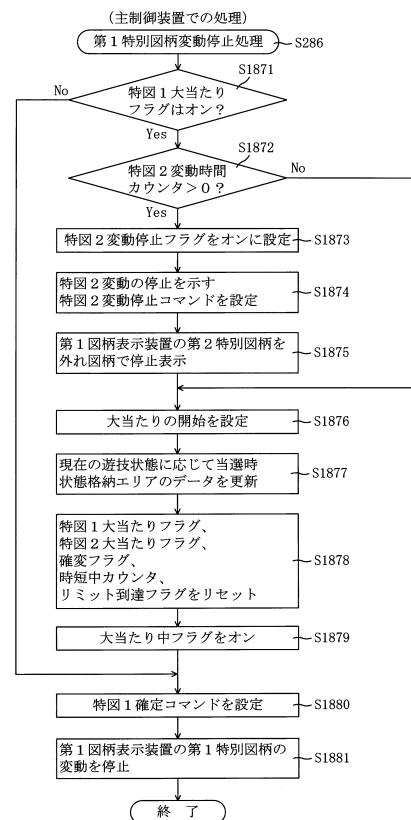 (主制御装置での処理)
第1特別図柄変動停止処理
S286
特図1大当たり
フラグはオン?
S1871
No
Yes
特図2変動時間
カウンタ>0?
S1872
No
Yes
特図2変動停止フラグをオンに設定
S1873
特図2変動の停止を示す
特図2変動停止コマンドを設定
S1874
第1図柄表示装置の第2特別図柄を
外れ図柄で停止表示
S1875
大当たりの開始を設定
S1876
現在の遊技状態に応じて当選時
状態格納エリアのデータを更新
S1877
特図1大当たりフラグ、
特図2大当たりフラグ、
確変フラグ、
時短中カウンタ、
リミット到達フラグをリセット
S1878
大当たり中フラグをオン
S1879
特図1確定コマンドを設定
S1880
第1図柄表示装置の第1特別図柄の
変動を停止
S1881
終 了